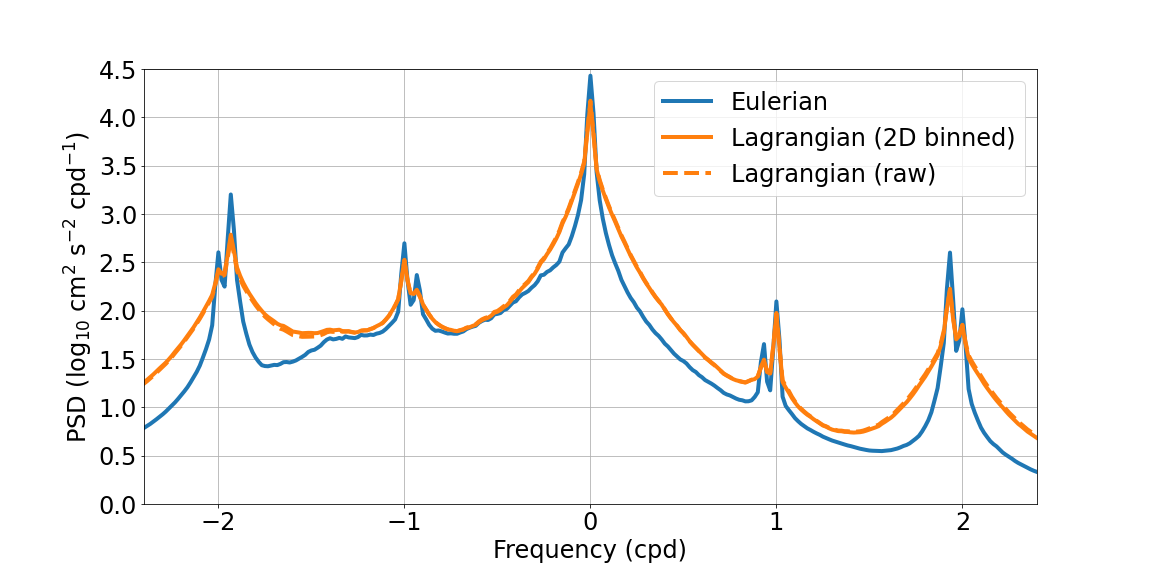 4.5
4.0
3.5
3.0
2.5
2.0
1.5
1.0
0.5
0.0
PSD (log₁₀ cm² s⁻² cpd⁻¹)
Eulerian
Lagrangian (2D binned)
Lagrangian (raw)
−2 −1 0 1 2
Frequency (cpd)